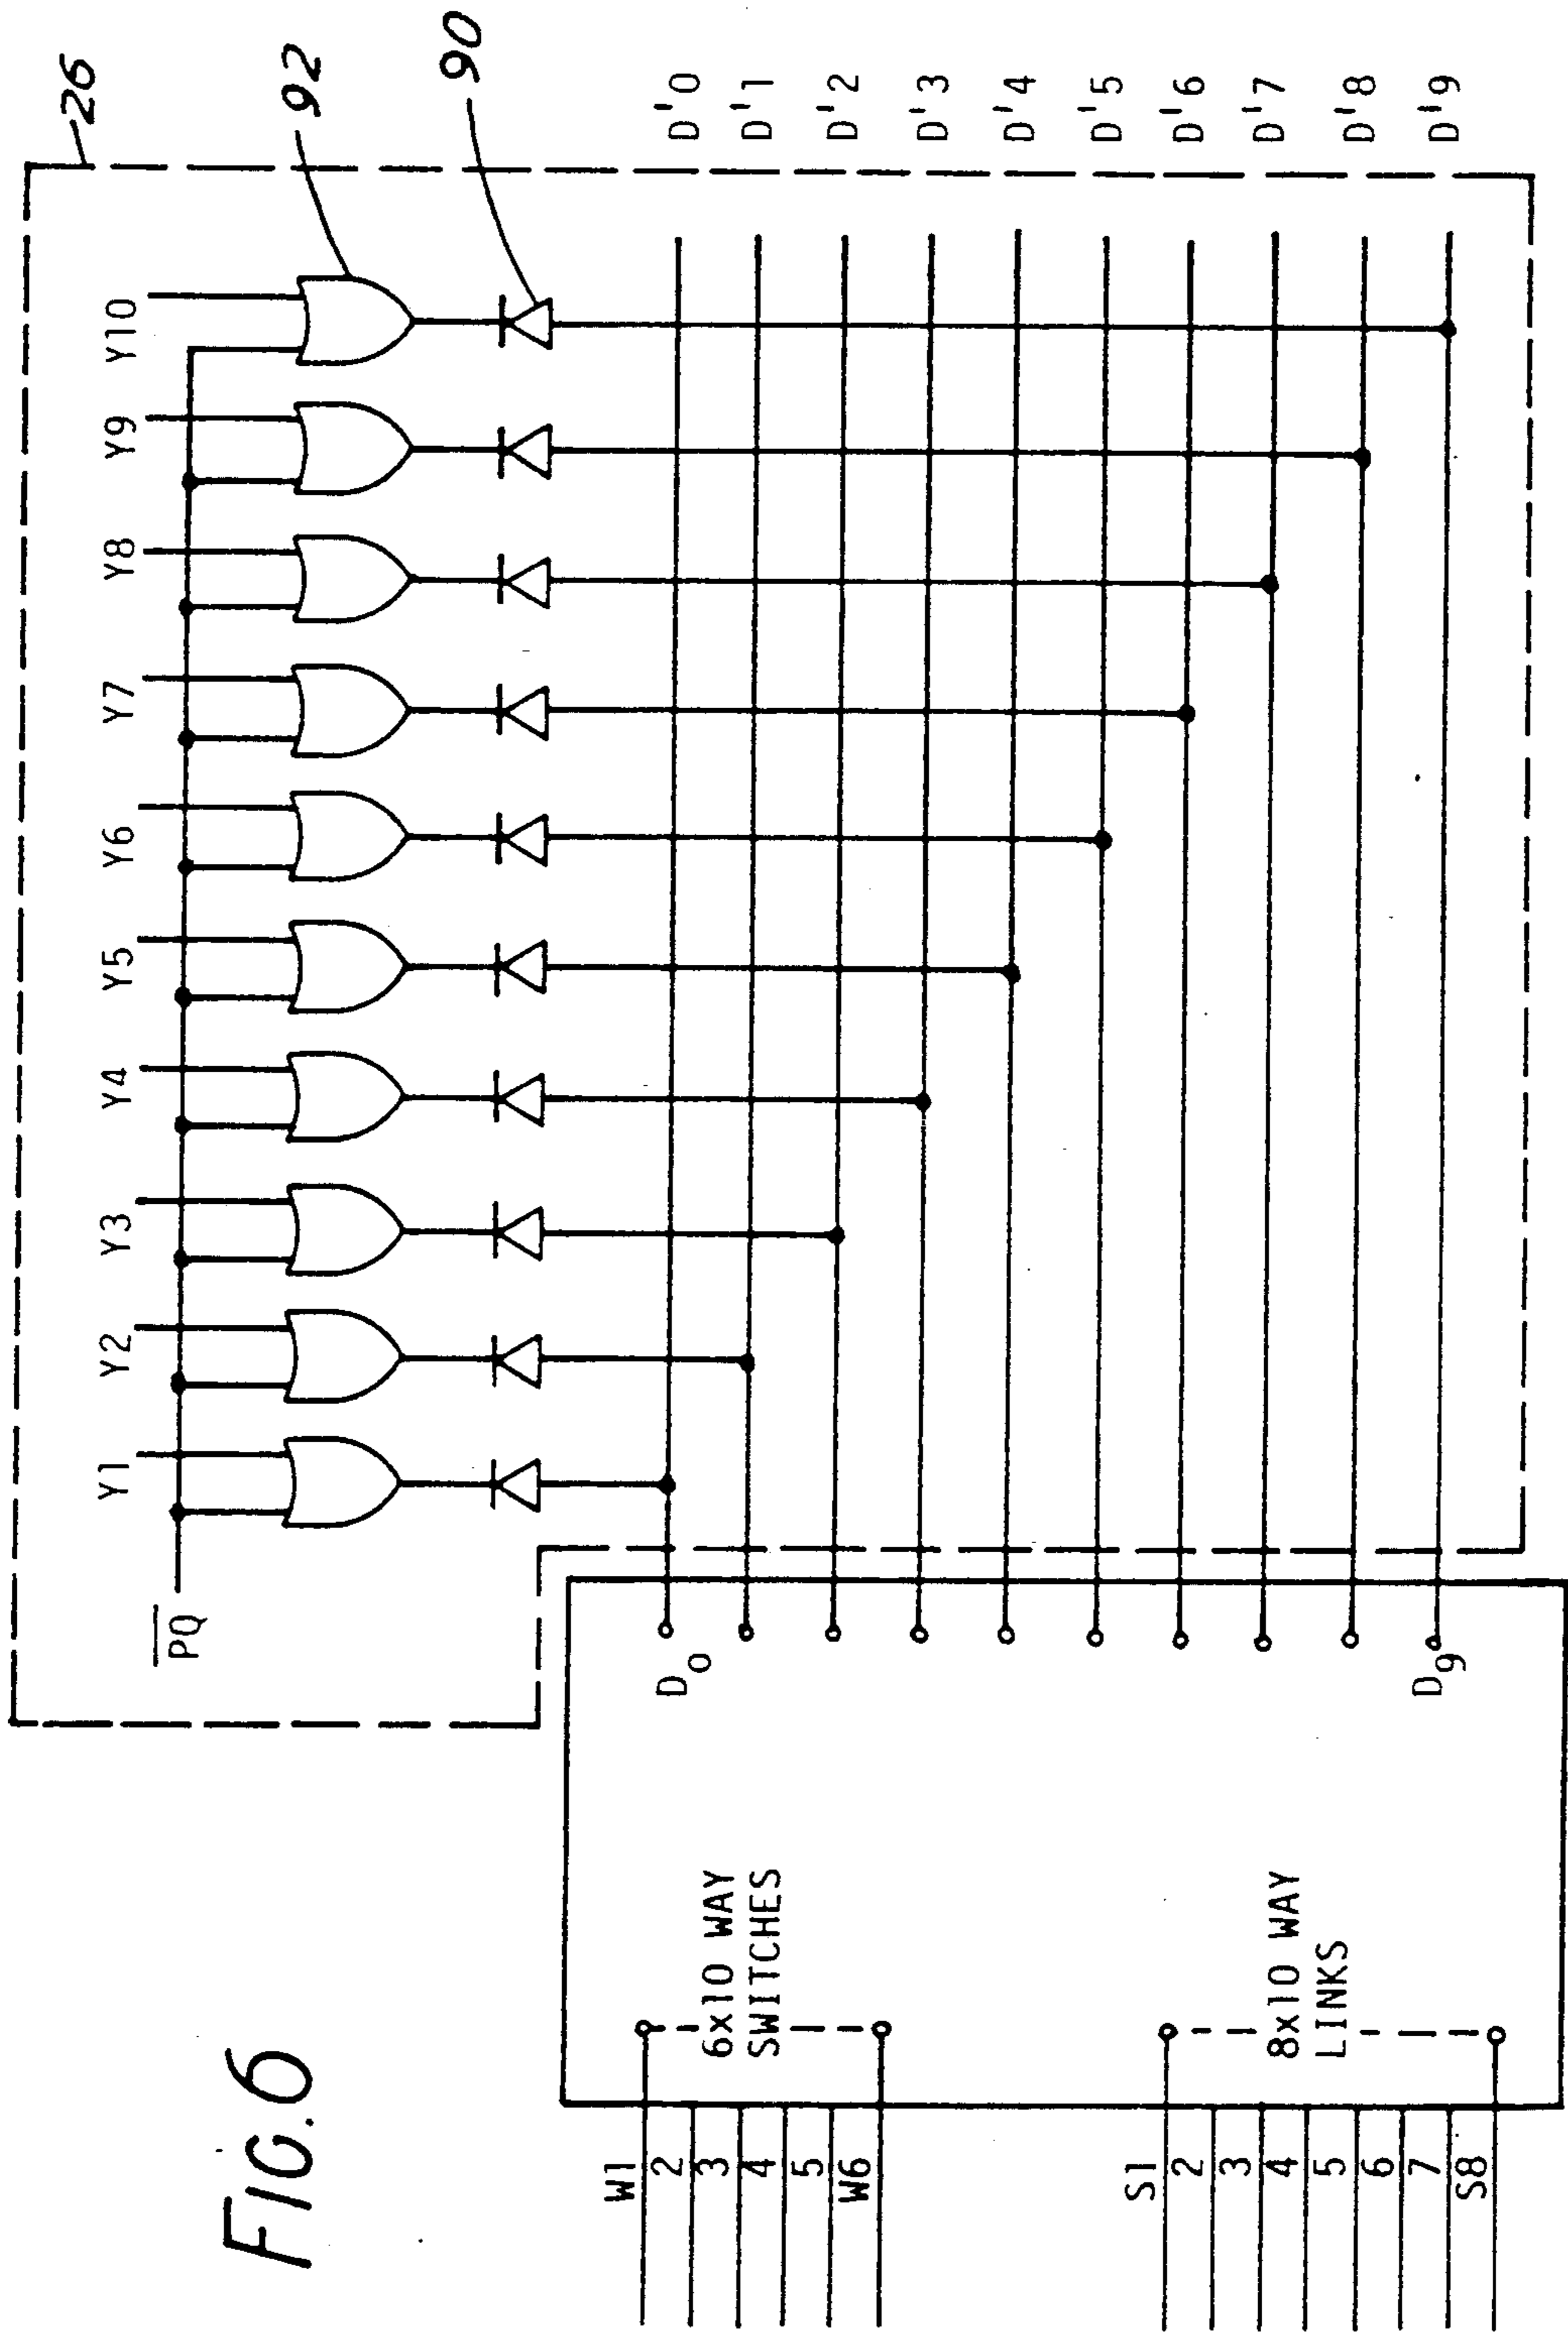 FIG.6
26
92
90
PQ
Y1 Y2 Y3 Y4 Y5 Y6 Y7 Y8 Y9 Y10
W1
2
3
4
5
W6
6x10 WAY
SWITCHES
S1
2
3
4
5
6
7
S8
8x10 WAY
LINKS
D0
D9
D'0
D'1
D'2
D'3
D'4
D'5
D'6
D'7
D'8
D'9